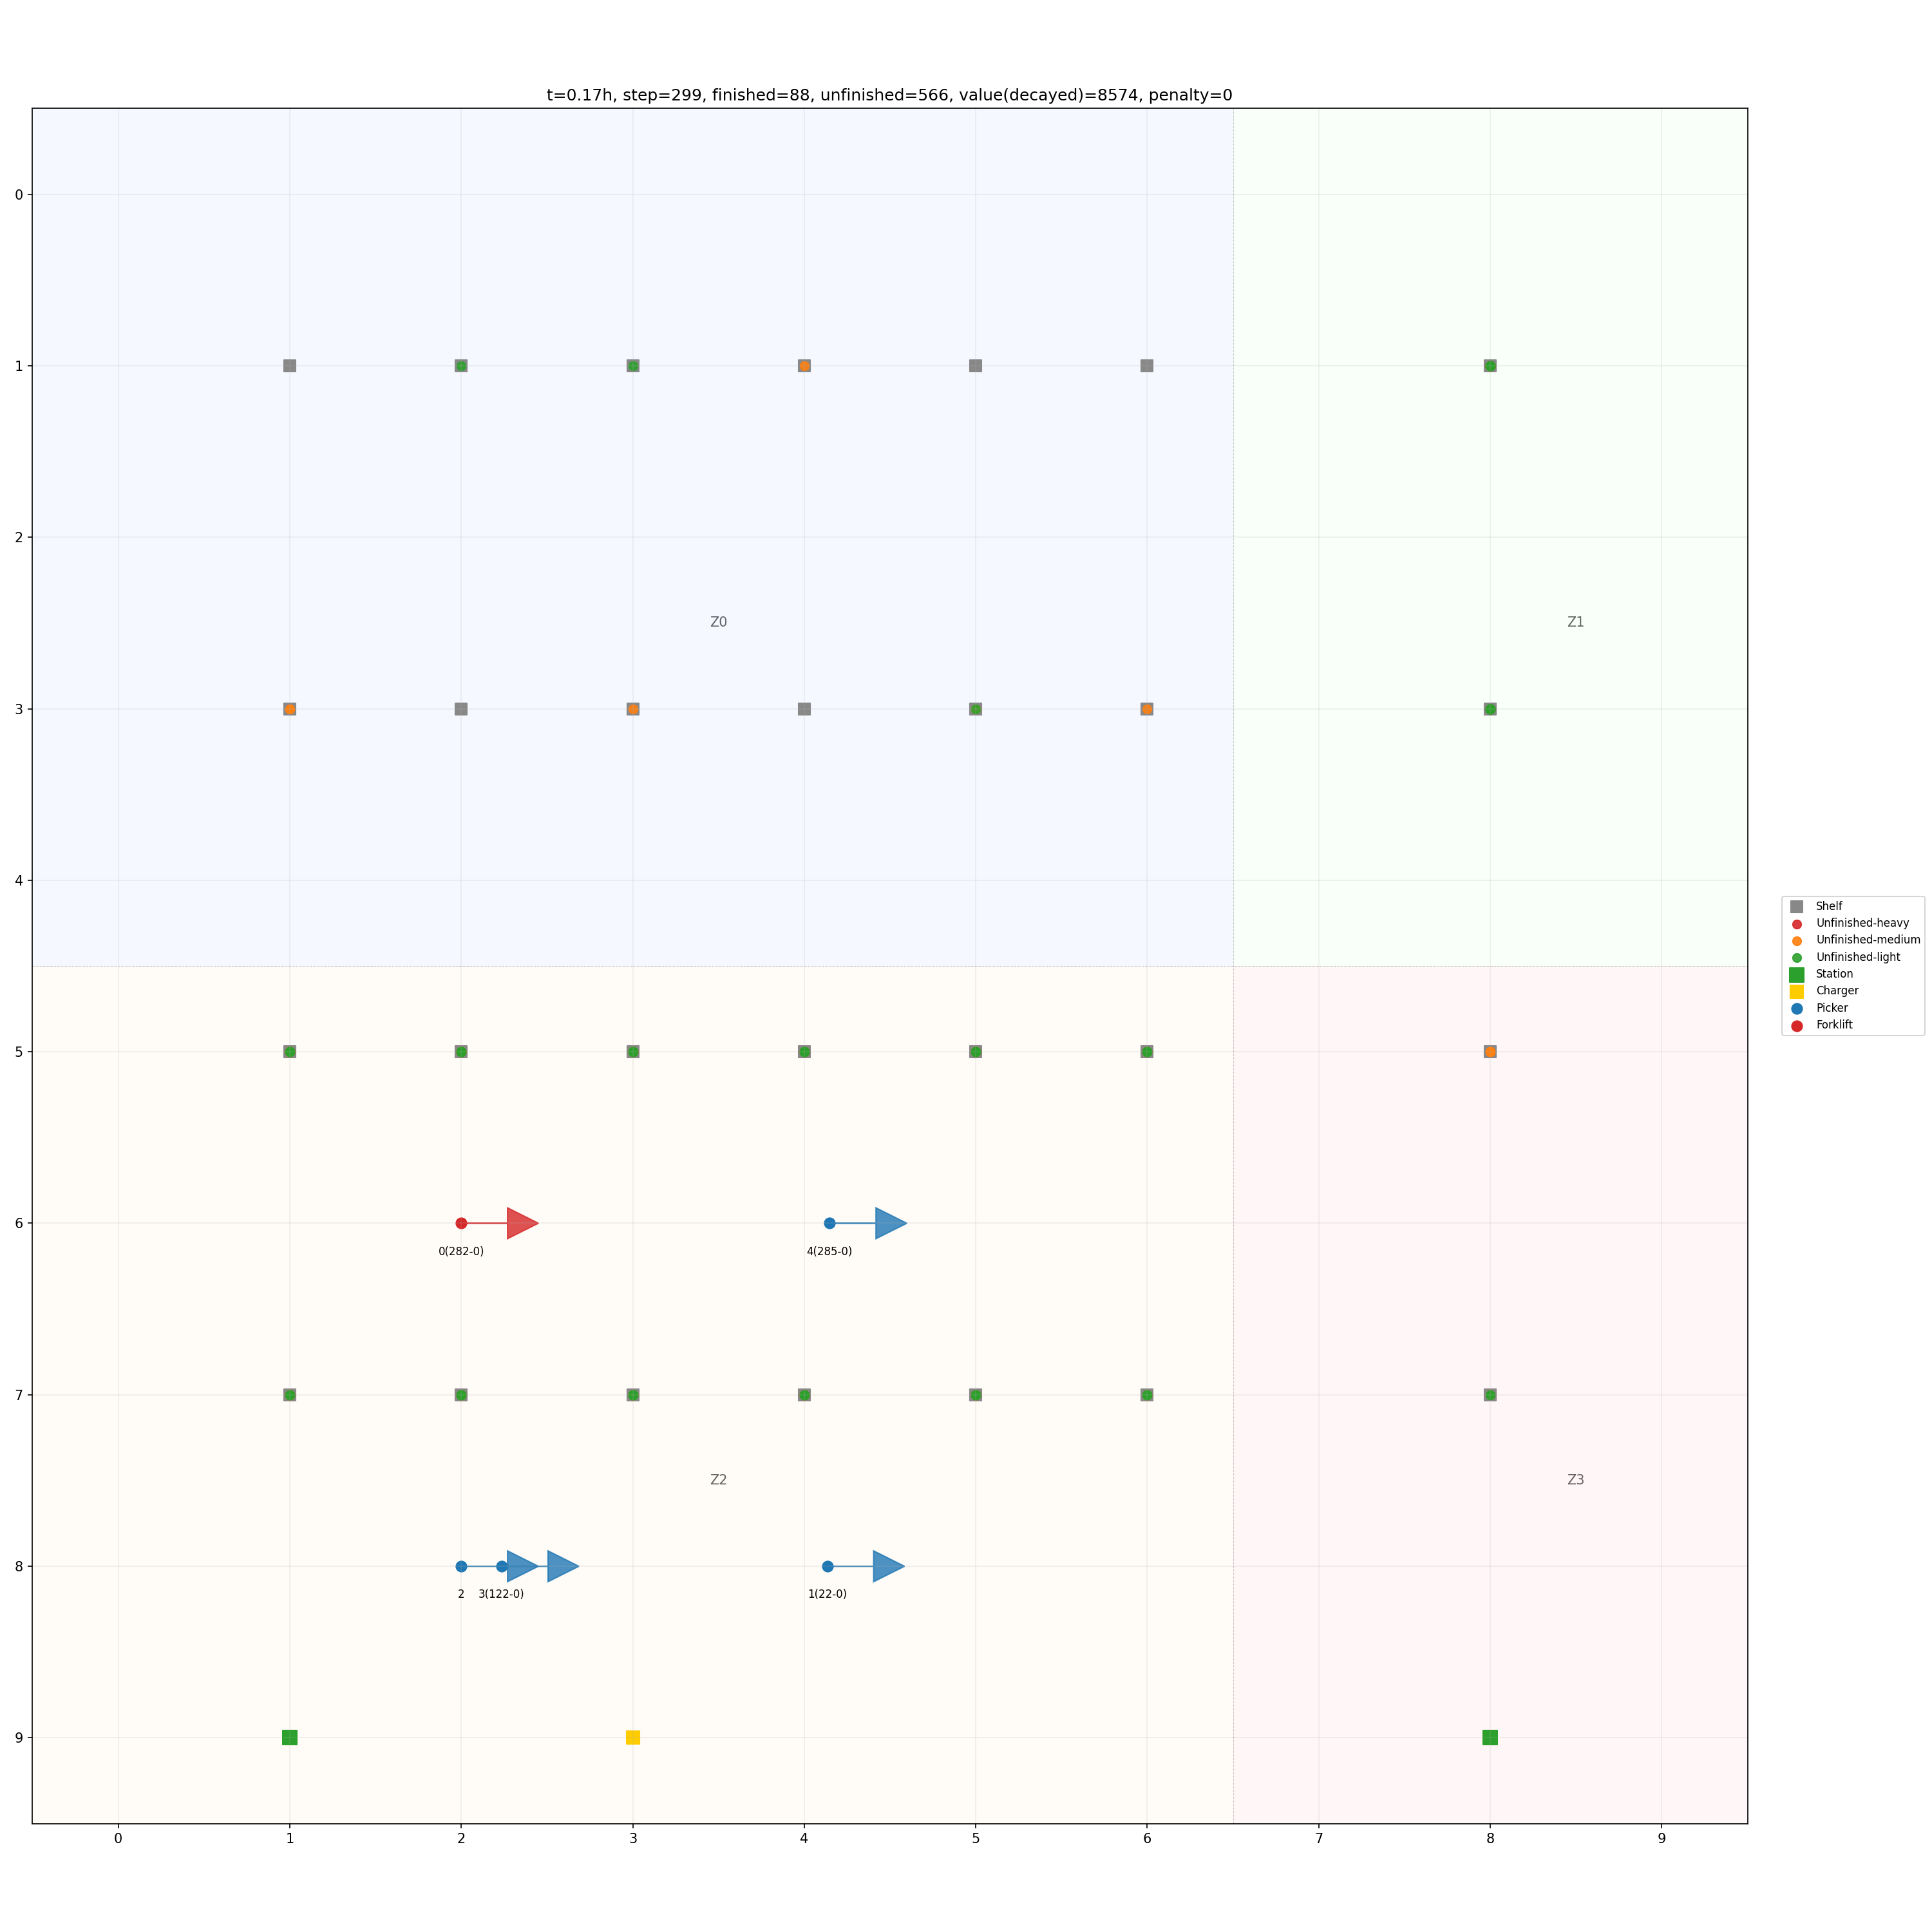 t=0.17h, step=299, finished=88, unfinished=566, value(decayed)=8574, penalty=0
0
1
2
Z0
Z1
3
4
Shelf
Unfinished-heavy
Unfinished-medium
Unfinished-light
Station
Charger
Picker
Forklift
5
6
0(282-0)
4(285-0)
7
Z2
Z3
8
2
3(122-0)
1(22-0)
9
0 1 2 3 4 5 6 7 8 9